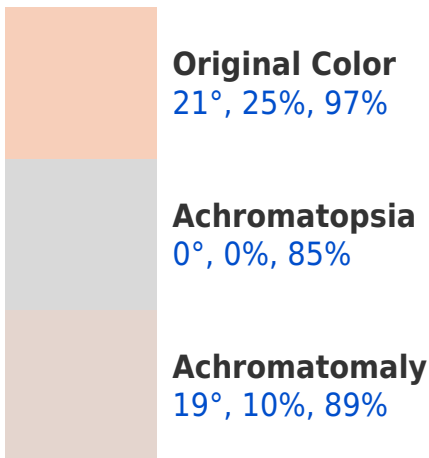 Original Color
21°, 25%, 97%
Achromatopsia
0°, 0%, 85%
Achromatomaly
19°, 10%, 89%